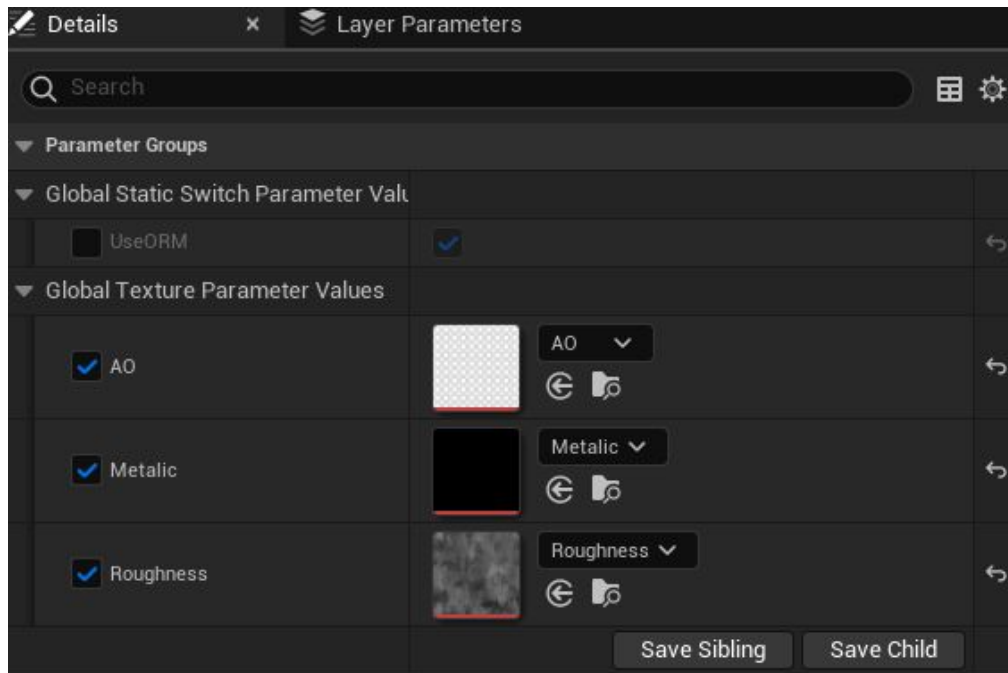 Details
Layer Parameters
Search
Parameter Groups
Global Static Switch Parameter Valu
UseORM
Global Texture Parameter Values
AO
AO
Metalic
Metalic
Roughness
Roughness
Save Sibling
Save Child